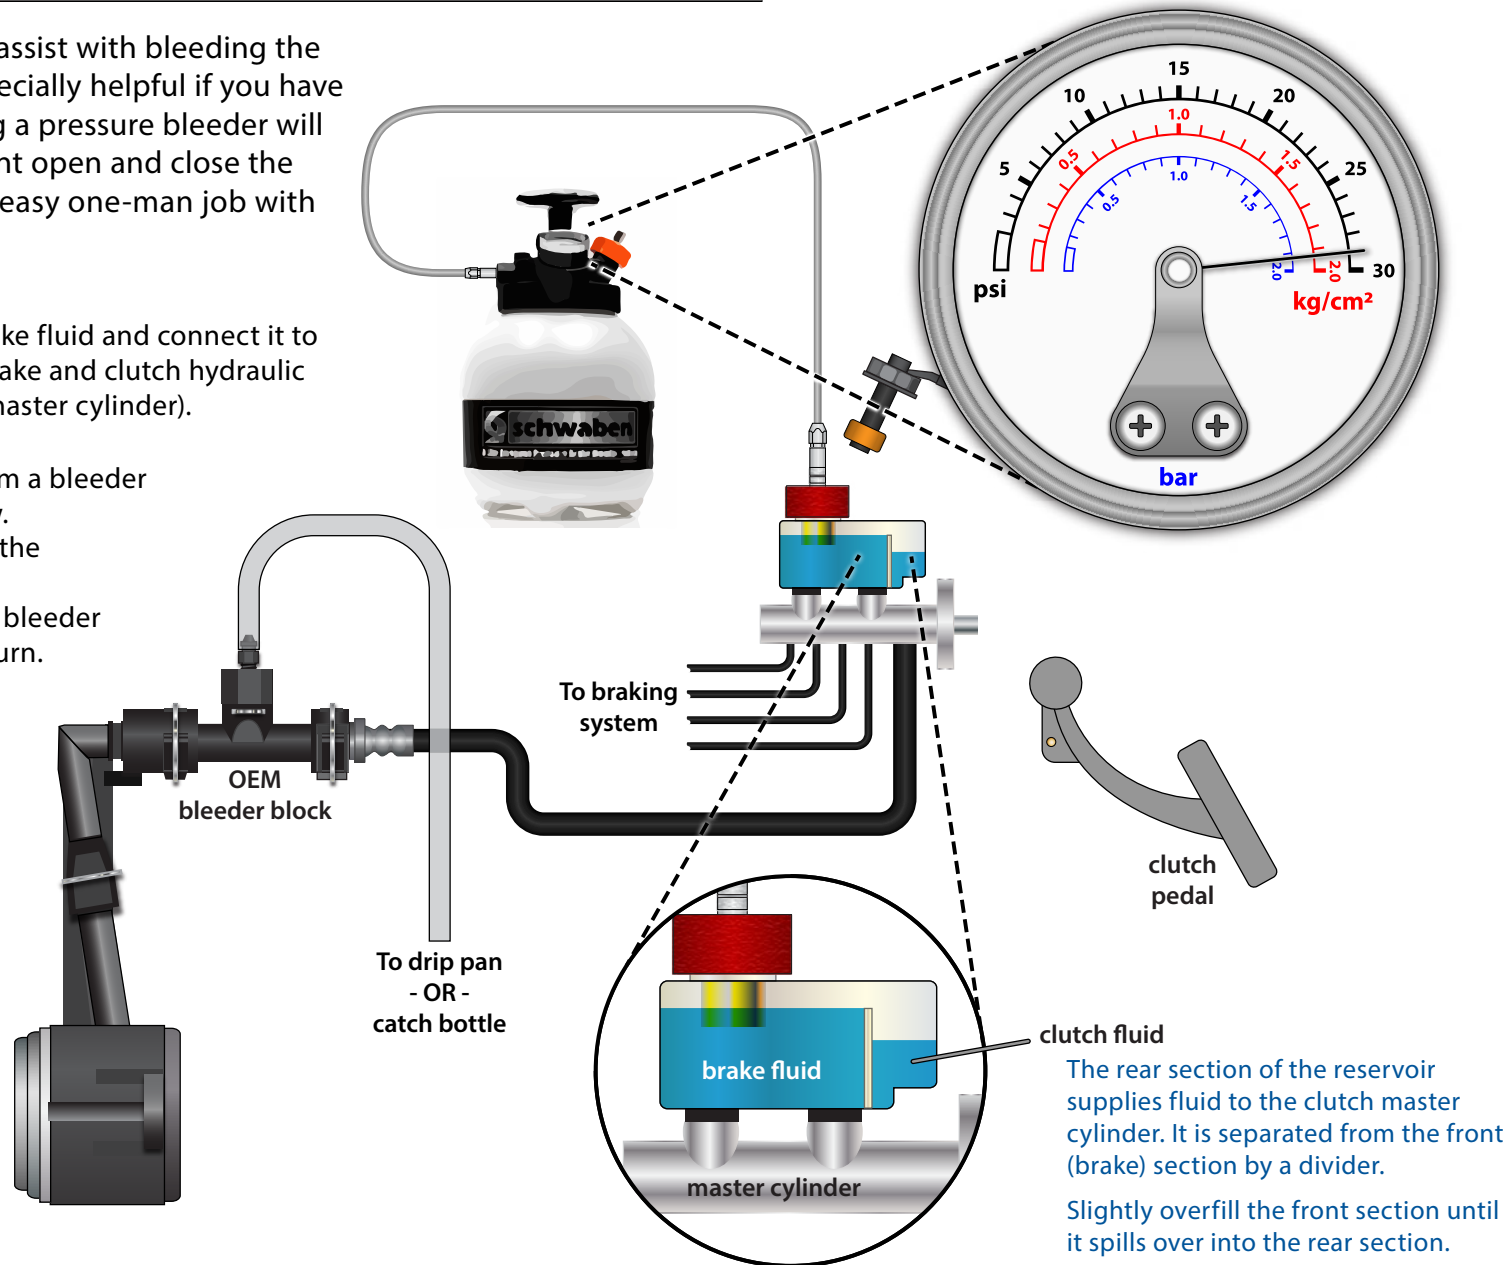 assist with bleeding the
ecially helpful if you have
g a pressure bleeder will
nt open and close the
easy one-man job with
ke fluid and connect it to
ake and clutch hydraulic
naster cylinder).
m a bleeder
the
bleeder
urn.
schwaben
5
10
15
20
25
30
psi
0.5
1.0
1.5
2.0
kg/cm²
0.5
1.0
1.5
2.0
bar
To braking
system
OEM
bleeder block
clutch
pedal
To drip pan
- OR -
catch bottle
brake fluid
master cylinder
clutch fluid
The rear section of the reservoir
supplies fluid to the clutch master
cylinder. It is separated from the front
(brake) section by a divider.
Slightly overfill the front section until
it spills over into the rear section.